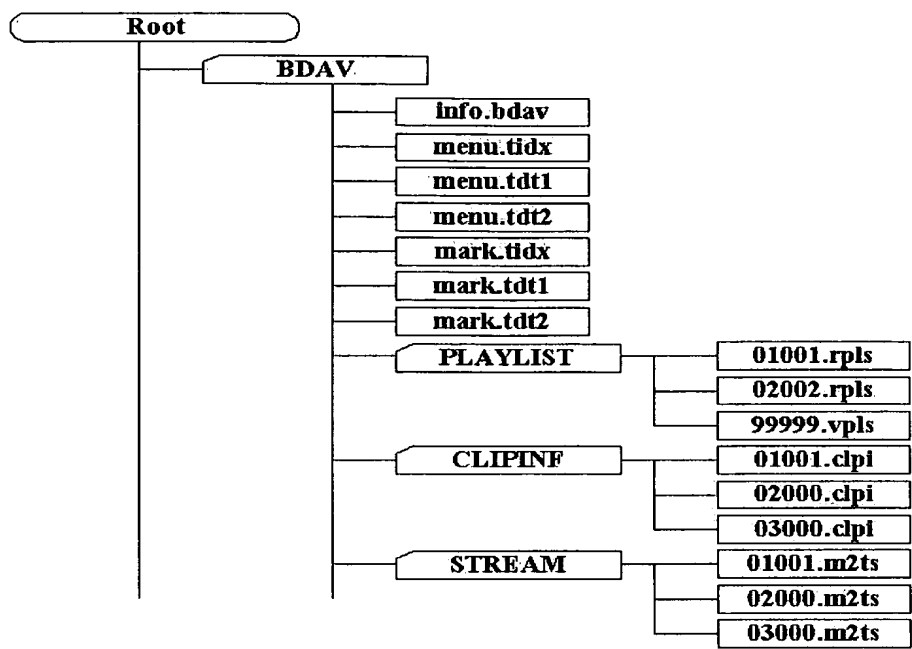 Root
BDAV
info.bdav
menu.tidx
menu.tdt1
menu.tdt2
mark.tidx
mark.tdt1
mark.tdt2
PLAYLIST
01001.rpls
02002.rpls
99999.vpls
CLIPINF
01001.clpi
02000.clpi
03000.clpi
STREAM
01001.m2ts
02000.m2ts
03000.m2ts